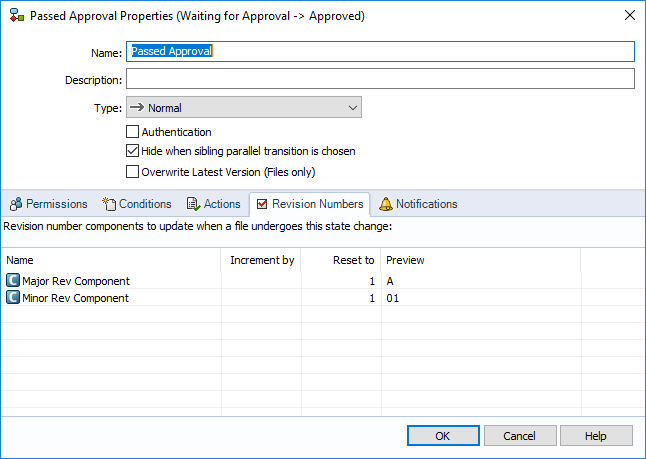 Passed Approval Properties (Waiting for Approval -> Approved)
Name: Passed Approval
Description:
Type: Normal
Authentication
Hide when sibling parallel transition is chosen
Overwrite Latest Version (Files only)
Permissions Conditions Actions Revision Numbers Notifications
Revision number components to update when a file undergoes this state change:
Name Increment by Reset to Preview
C Major Rev Component 1 A
C Minor Rev Component 1 01
OK Cancel Help